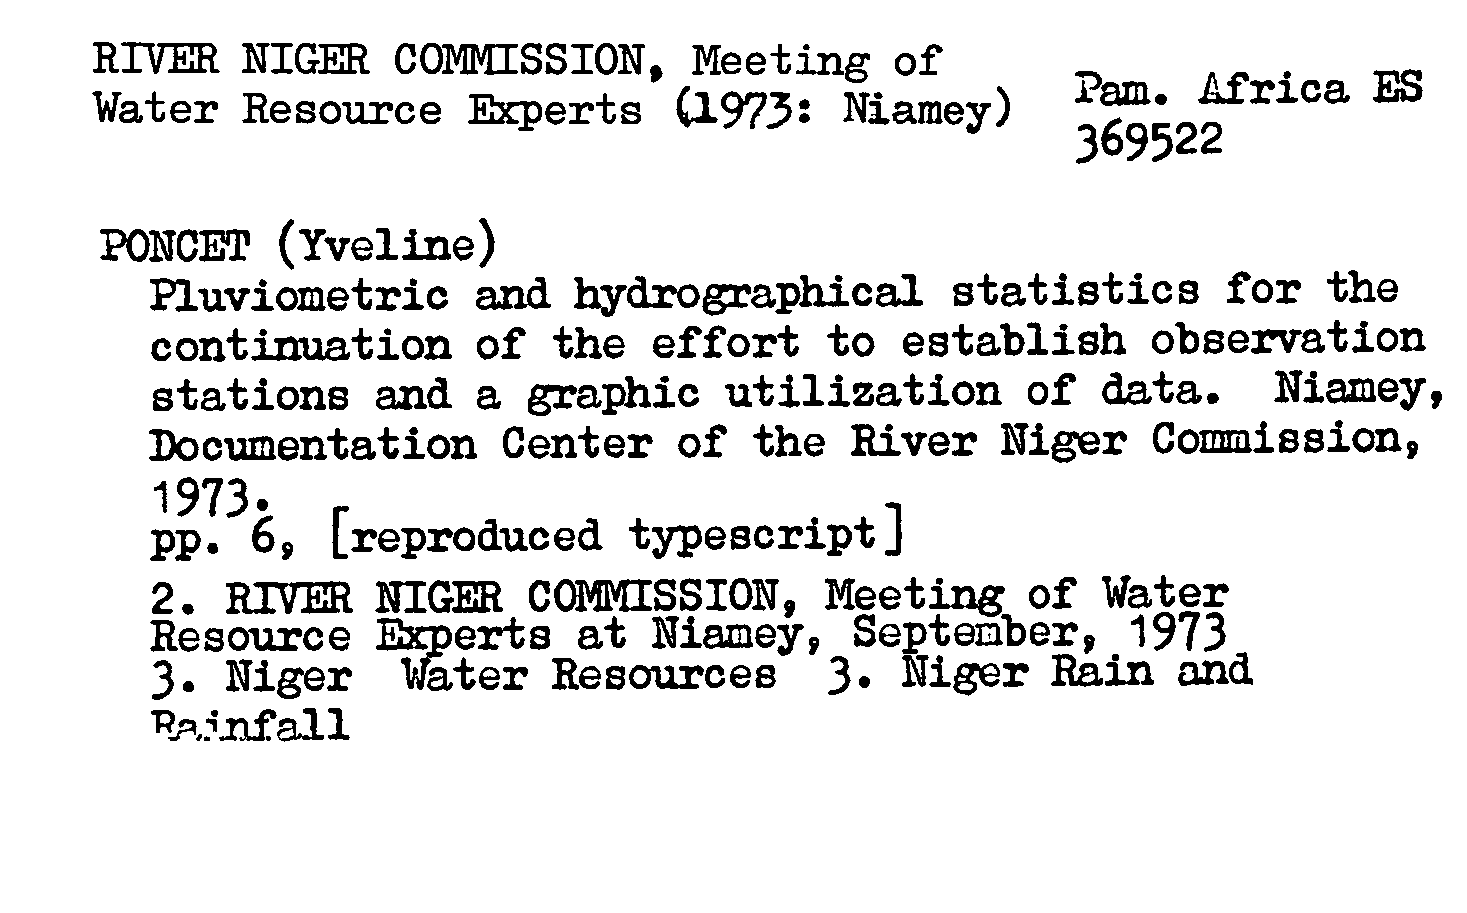 RIVER NIGER COMMISSION, Meeting of
Water Resource Experts (1973: Niamey)
Pam. Africa ES
369522
PONCET (Yveline)
Pluviometric and hydrographical statistics for the
continuation of the effort to establish observation
stations and a graphic utilization of data. Niamey,
Documentation Center of the River Niger Commission,
1973.
pp. 6, [reproduced typescript]
2. RIVER NIGER COMMISSION, Meeting of Water
Resource Experts at Niamey, September, 1973
3. Niger Water Resources 3. Niger Rain and
Rainfall